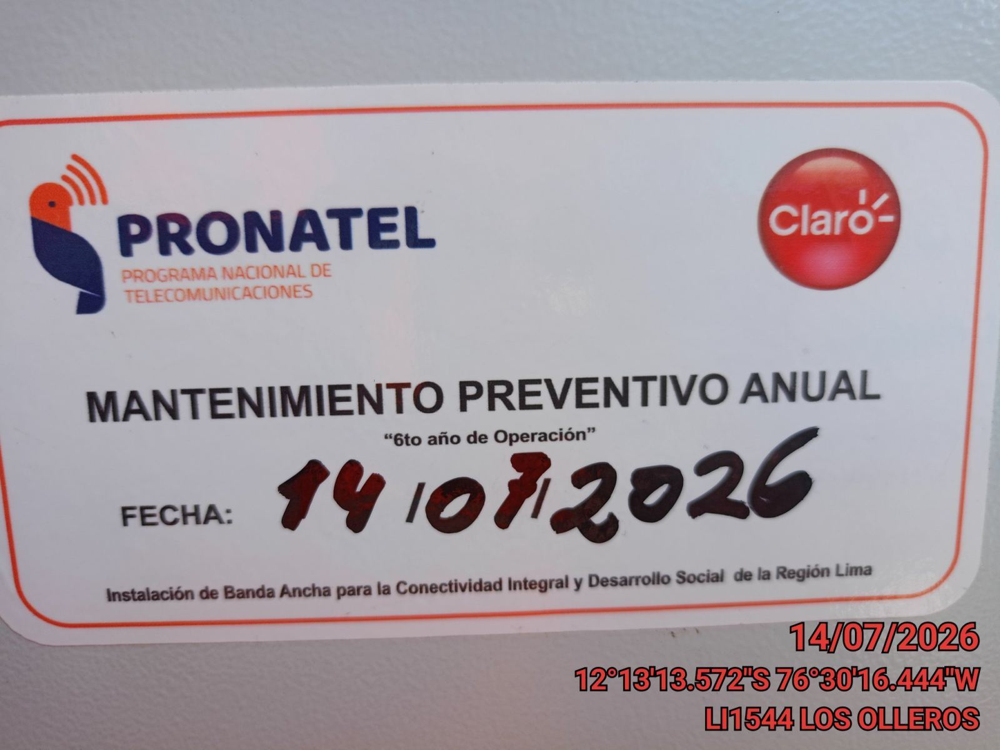 PRONATEL
PROGRAMA NACIONAL DE
TELECOMUNICACIONES
Claro
MANTENIMIENTO PREVENTIVO ANUAL
“6to año de Operación”
FECHA: 14/07/2026
Instalación de Banda Ancha para la Conectividad Integral y Desarrollo Social de la Región Lima
14/07/2026
12°13'13.572"S 76°30'16.444"W
LI1544 LOS OLLEROS